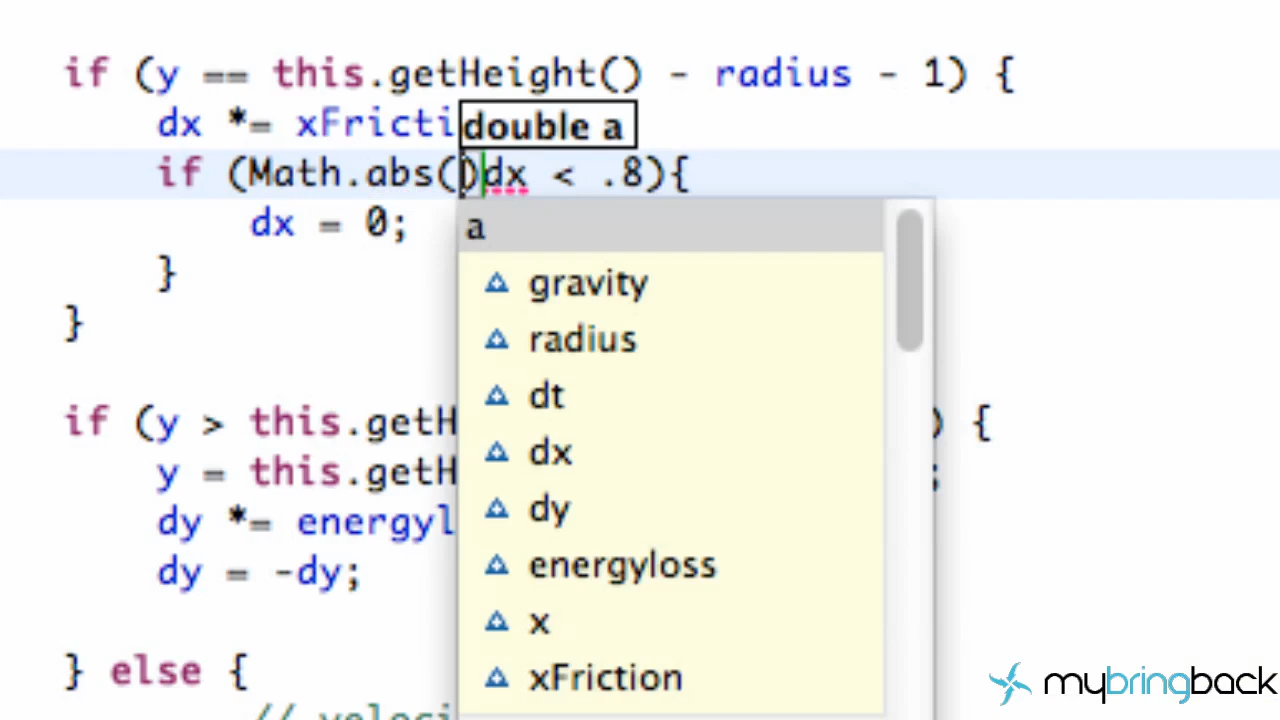 if (y == this.getHeight() - radius - 1) {
dx *= xFricti
double a
if (Math.abs()dx < .8){
a
dx = 0;
}
gravity
radius
}
dt
dx
if (y > this.getH ) {
y = this.getH ;
dy
dy *= energyl
energyloss
dy = -dy;
x
xFriction
} else {
// veloci
mybringback